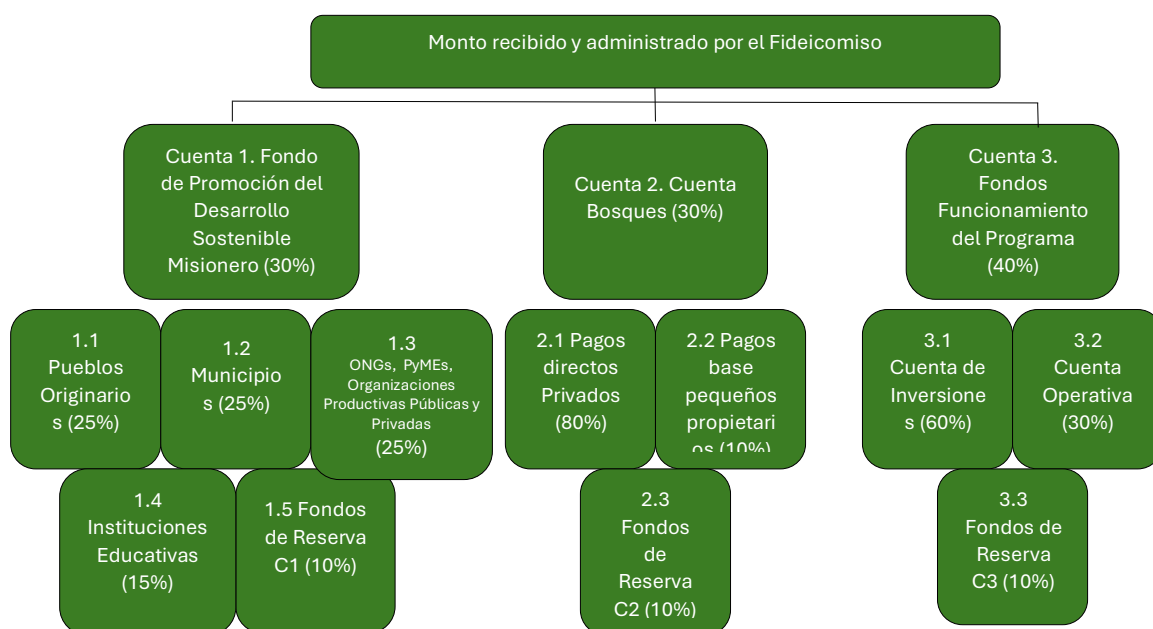 Monto recibido y administrado por el Fideicomiso
Cuenta 1. Fondo
de Promoción del
Desarrollo
Sostenible
Misionero (30%)
Cuenta 2. Cuenta
Bosques (30%)
Cuenta 3.
Fondos
Funcionamiento
del Programa
(40%)
1.1
Pueblos
Originario
s (25%)
1.2
Municipio
s (25%)
1.3
ONGs, PyMEs,
Organizaciones
Productivas Públicas y
Privadas
(25%)
2.1 Pagos
directos
Privados
(80%)
2.2 Pagos
base
pequeños
propietari
os (10%)
3.1
Cuenta de
Inversione
s (60%)
3.2
Cuenta
Operativa
(30%)
1.4
Instituciones
Educativas
(15%)
1.5 Fondos
de Reserva
C1 (10%)
2.3
Fondos
de
Reserva
C2 (10%)
3.3
Fondos de
Reserva
C3 (10%)